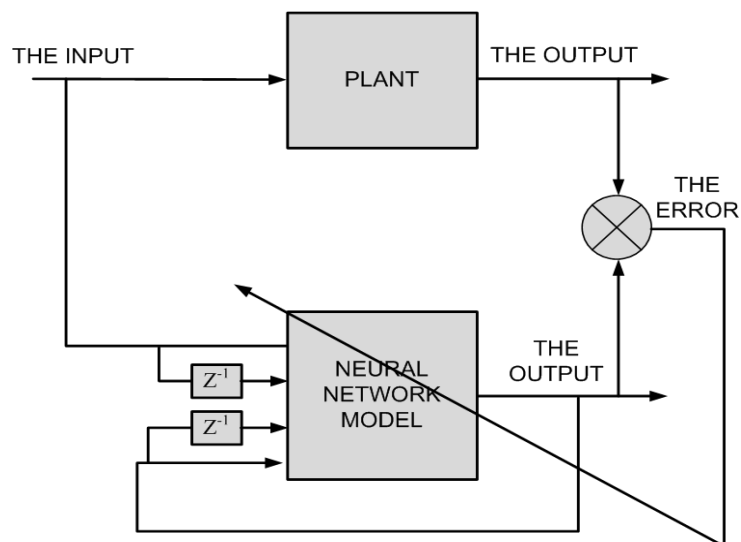 THE INPUT
PLANT
THE OUTPUT
THE
ERROR
THE
OUTPUT
NEURAL
NETWORK
MODEL
Z⁻¹
Z⁻¹